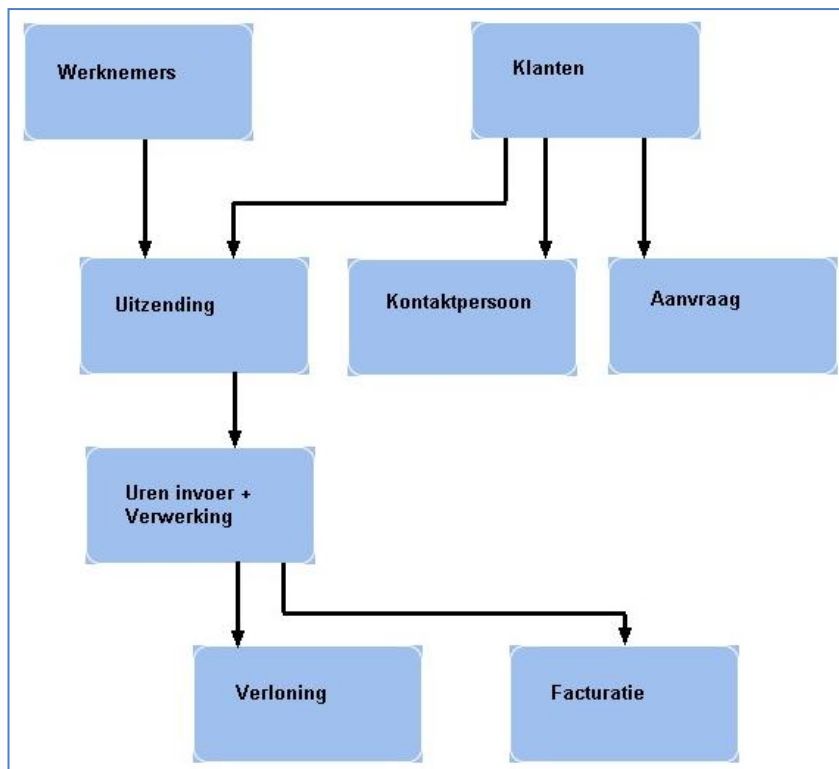 Werknemers
Klanten
Uitzending
Kontaktpersoon
Aanvraag
Uren invoer +
Verwerking
Verloning
Facturatie